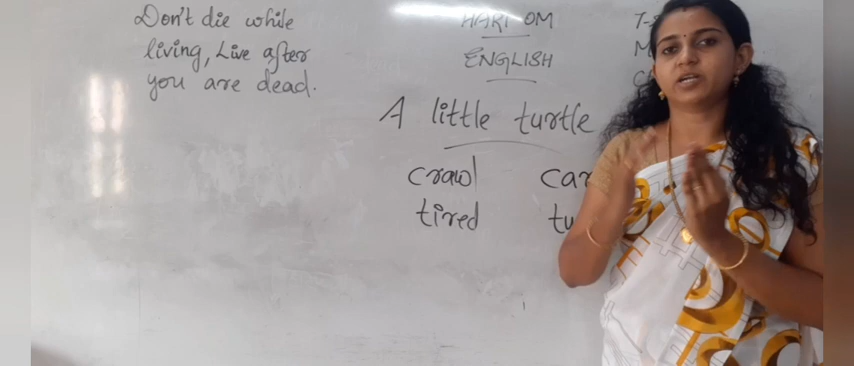 Don't die while
living, Live after
you are dead.
HARI OM
ENGLISH
A little turtle
crawl
tired